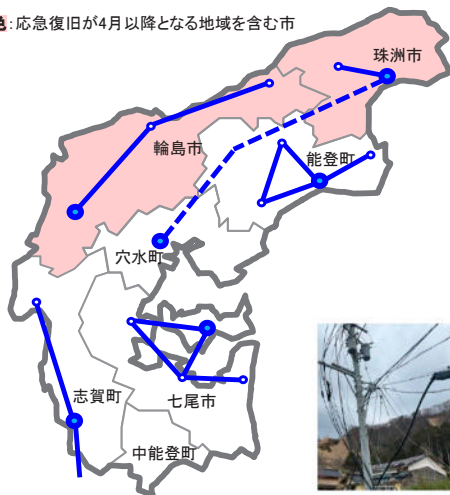 :応急復旧が4月以降となる地域を含む市
珠洲市
輪島市
能登町
穴水町
志賀町
七尾市
中能登町